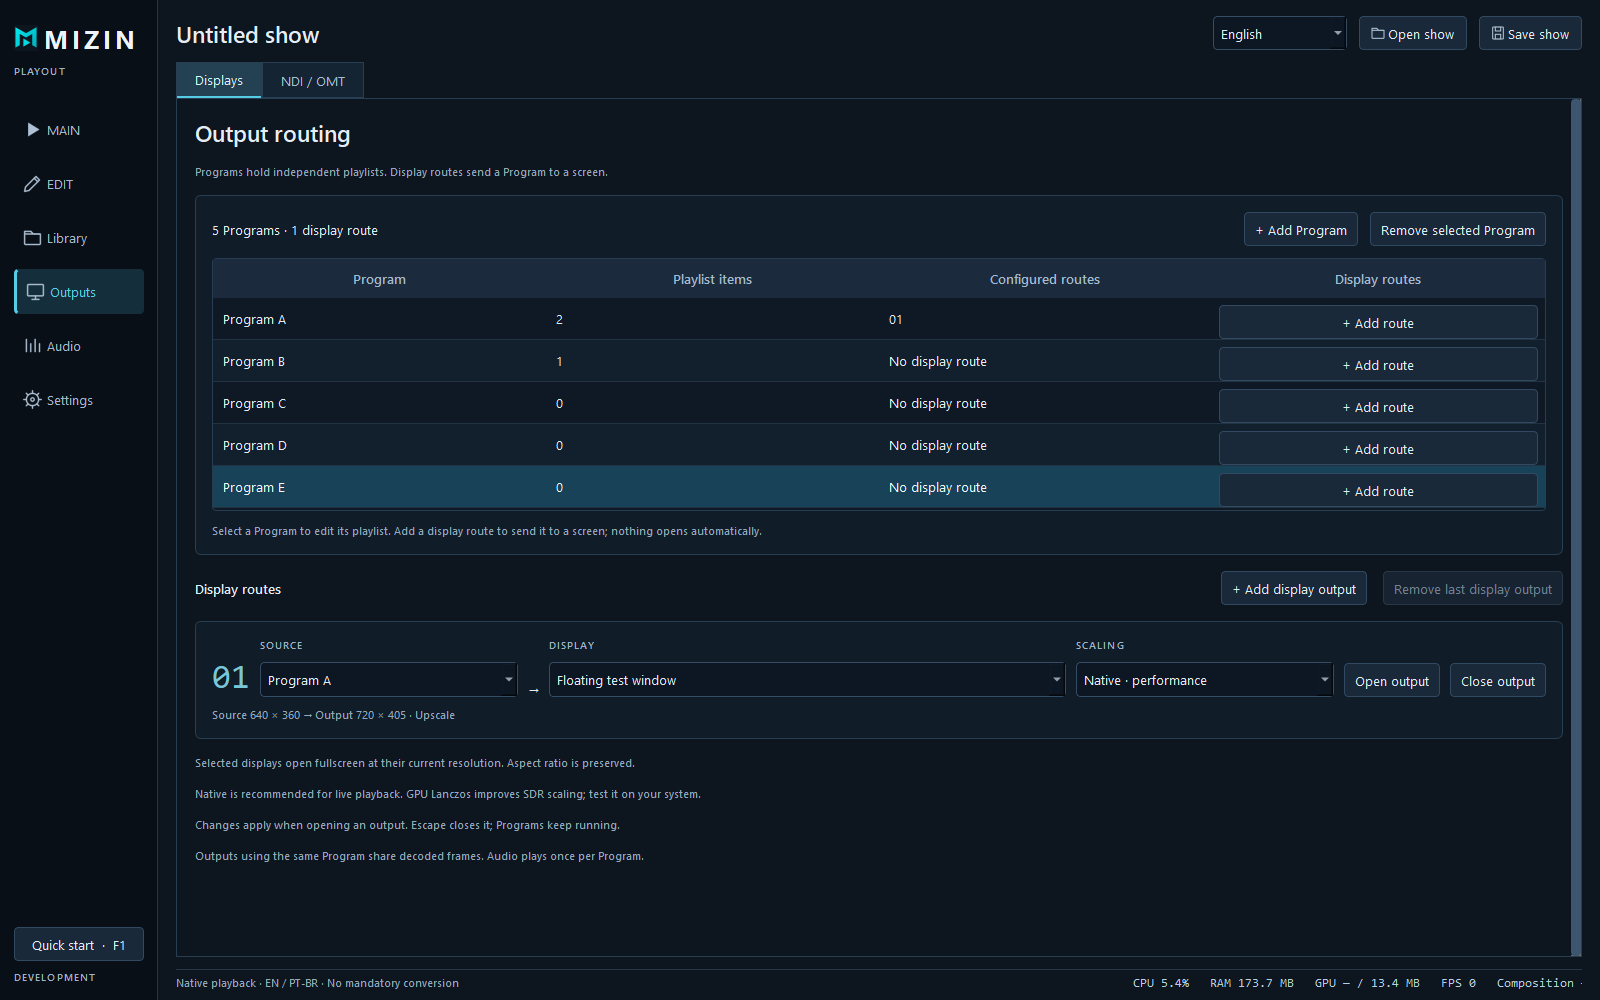 MIZIN
PLAYOUT
MAIN
EDIT
Library
Outputs
Audio
Settings
Quick start · F1
DEVELOPMENT
Untitled show
English
Open show
Save show
Displays
NDI / OMT
Output routing
Programs hold independent playlists. Display routes send a Program to a screen.
5 Programs · 1 display route
+ Add Program
Remove selected Program
Program Playlist items Configured routes Display routes
Program A 2 01 + Add route
Program B 1 No display route + Add route
Program C 0 No display route + Add route
Program D 0 No display route + Add route
Program E 0 No display route + Add route
Select a Program to edit its playlist. Add a display route to send it to a screen; nothing opens automatically.
Display routes
+ Add display output
Remove last display output
SOURCE DISPLAY SCALING
01 Program A → Floating test window Native · performance Open output Close output
Source 640 × 360 → Output 720 × 405 · Upscale
Selected displays open fullscreen at their current resolution. Aspect ratio is preserved.
Native is recommended for live playback. GPU Lanczos improves SDR scaling; test it on your system.
Changes apply when opening an output. Escape closes it; Programs keep running.
Outputs using the same Program share decoded frames. Audio plays once per Program.
Native playback · EN / PT-BR · No mandatory conversion
CPU 5.4% RAM 173.7 MB GPU — / 13.4 MB FPS 0 Composition ·